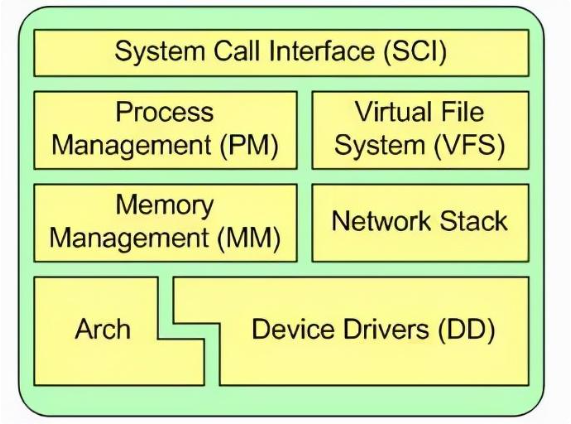 System Call Interface (SCI)
Process
Management (PM)
Virtual File
System (VFS)
Memory
Management (MM)
Network Stack
Arch
Device Drivers (DD)